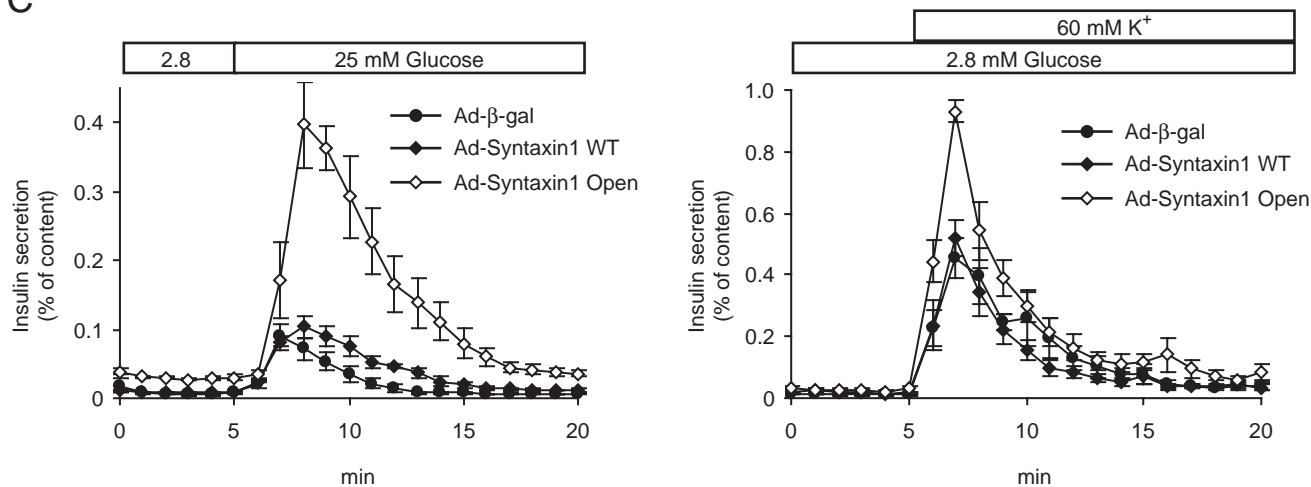 C
2.8
25 mM Glucose
Ad-β-gal
Ad-Syntaxin1 WT
Ad-Syntaxin1 Open
Insulin secretion
(% of content)
0.4
0.3
0.2
0.1
0
0
5
10
15
20
min
60 mM K⁺
2.8 mM Glucose
Ad-β-gal
Ad-Syntaxin1 WT
Ad-Syntaxin1 Open
Insulin secretion
(% of content)
1.0
0.8
0.6
0.4
0.2
0
0
5
10
15
20
min